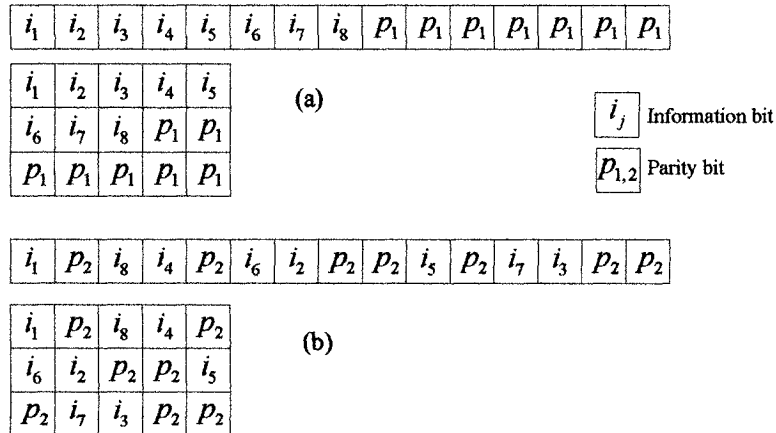 i₁ i₂ i₃ i₄ i₅ i₆ i₇ i₈ p₁ p₁ p₁ p₁ p₁ p₁ p₁
i₁ i₂ i₃ i₄ i₅
(a)
i₆ i₇ i₈ p₁ p₁
p₁ p₁ p₁ p₁ p₁
iⱼ Information bit
p₁,₂ Parity bit
i₁ p₂ i₈ i₄ p₂ i₆ i₂ p₂ p₂ i₅ p₂ i₇ i₃ p₂ p₂
i₁ p₂ i₈ i₄ p₂
(b)
i₆ i₂ p₂ p₂ i₅
p₂ i₇ i₃ p₂ p₂